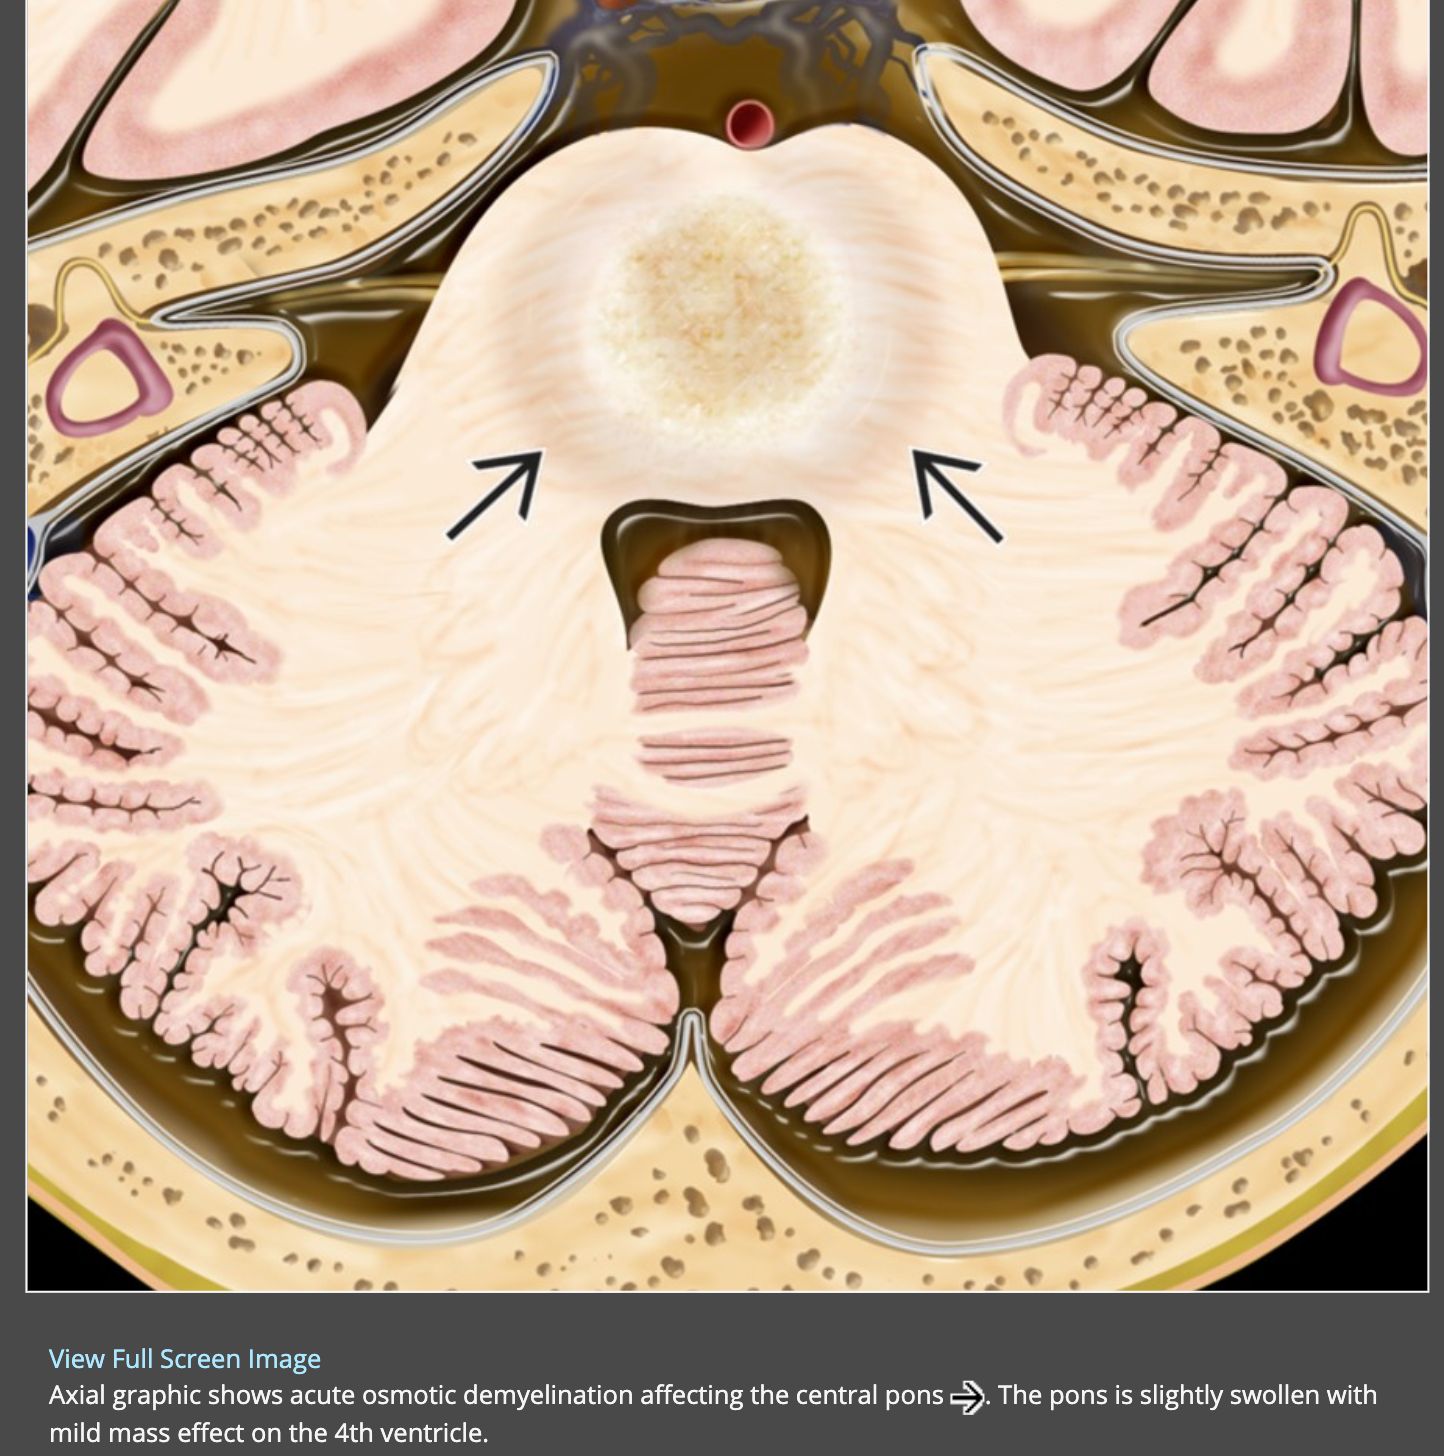 View Full Screen Image
Axial graphic shows acute osmotic demyelination affecting the central pons ➔. The pons is slightly swollen with
mild mass effect on the 4th ventricle.